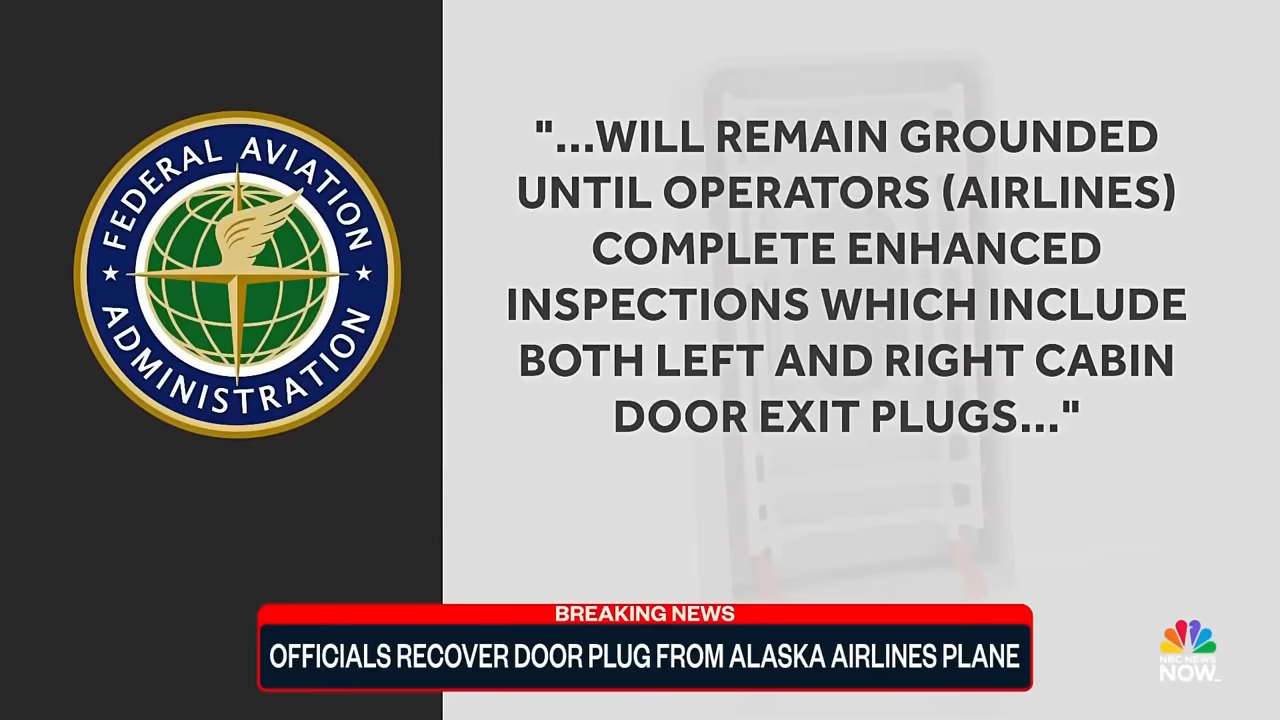 FEDERAL AVIATION
ADMINISTRATION
"...WILL REMAIN GROUNDED
UNTIL OPERATORS (AIRLINES)
COMPLETE ENHANCED
INSPECTIONS WHICH INCLUDE
BOTH LEFT AND RIGHT CABIN
DOOR EXIT PLUGS..."
BREAKING NEWS
OFFICIALS RECOVER DOOR PLUG FROM ALASKA AIRLINES PLANE
NBC NEWS
NOW